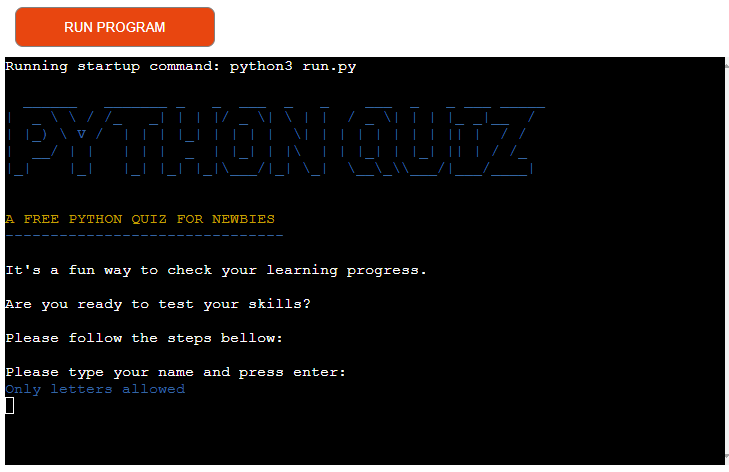 RUN PROGRAM
Running startup command: python3 run.py
PYTHON QUIZ
A FREE PYTHON QUIZ FOR NEWBIES
-------------------------------
It's a fun way to check your learning progress.
Are you ready to test your skills?
Please follow the steps bellow:
Please type your name and press enter:
Only letters allowed